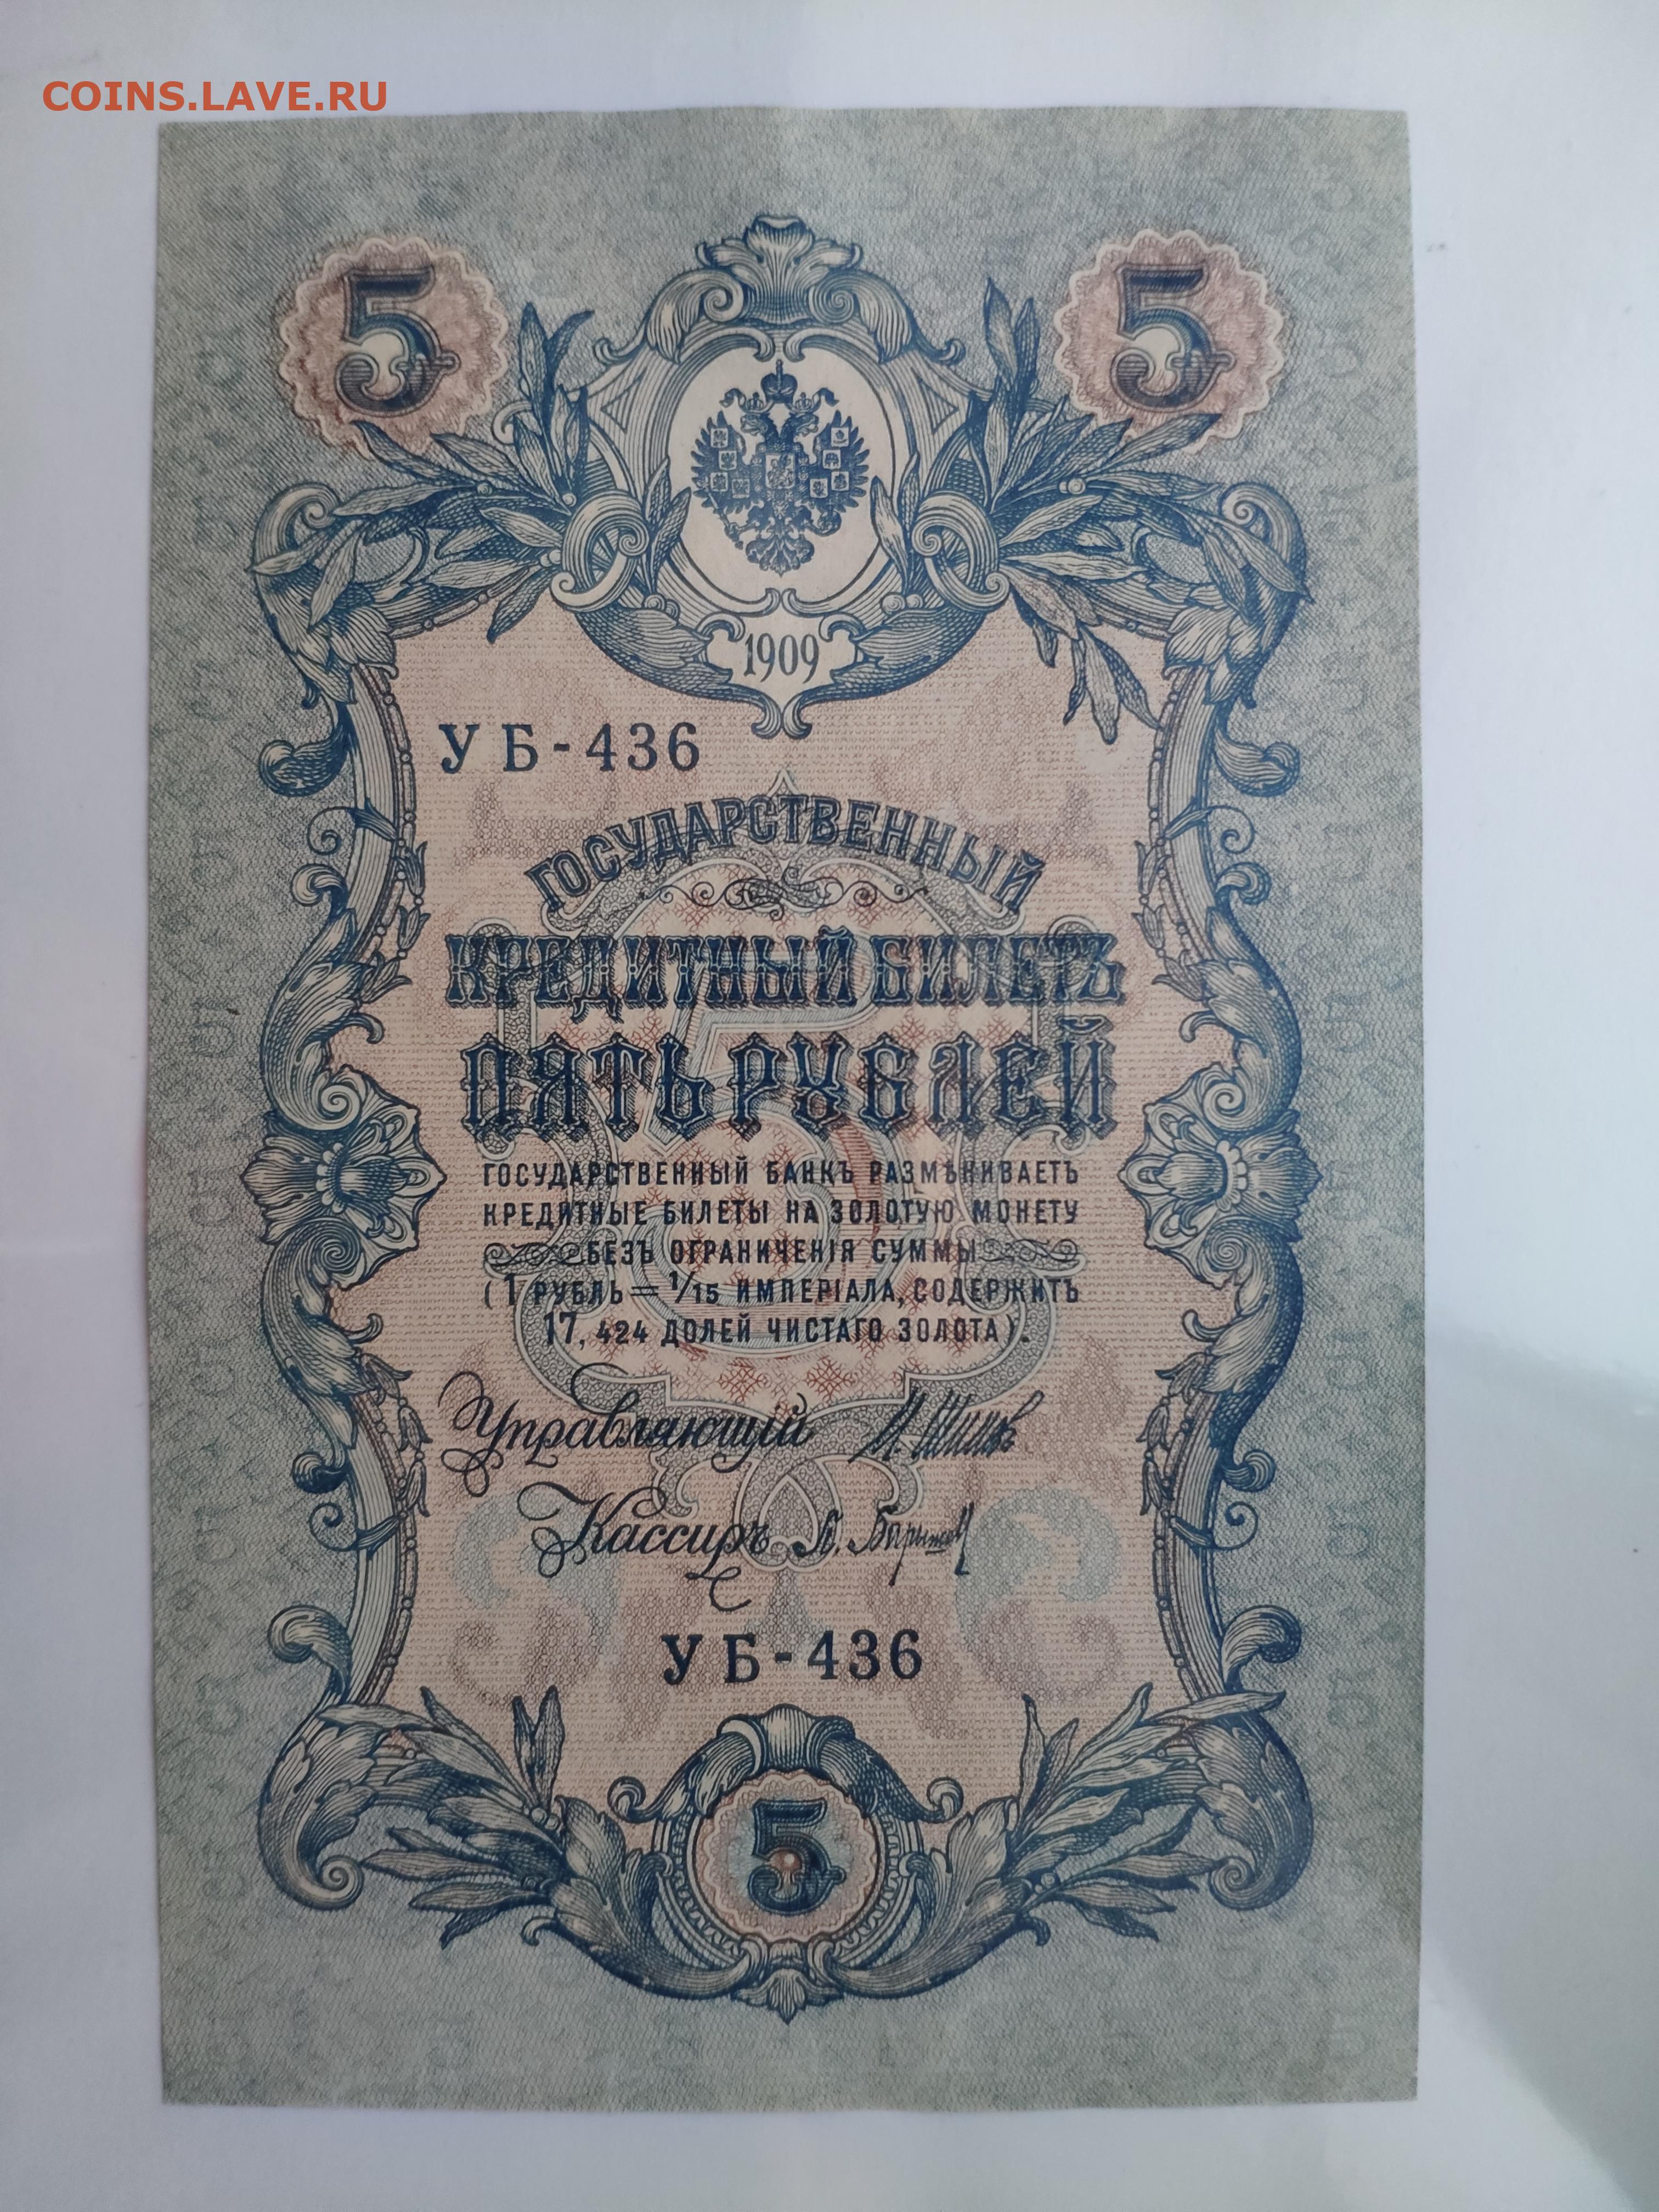 COINS.LAVE.RU
5 5
1909
УБ-436
ГОСУДАРСТВЕННЫЙ
КРЕДИТНЫЙ БИЛЕТЪ
ПЯТЬ РУБЛЕЙ
ГОСУДАРСТВЕННЫЙ БАНКЪ РАЗМѢНИВАЕТЪ
КРЕДИТНЫЕ БИЛЕТЫ НА ЗОЛОТУЮ МОНЕТУ
БЕЗЪ ОГРАНИЧЕНІЯ СУММЫ
(1 РУБЛЬ = 1/15 ИМПЕРІАЛА, СОДЕРЖИТЪ
17,424 ДОЛЕЙ ЧИСТАГО ЗОЛОТА).
Управляющій И. Шипов
Кассиръ
УБ-436
5